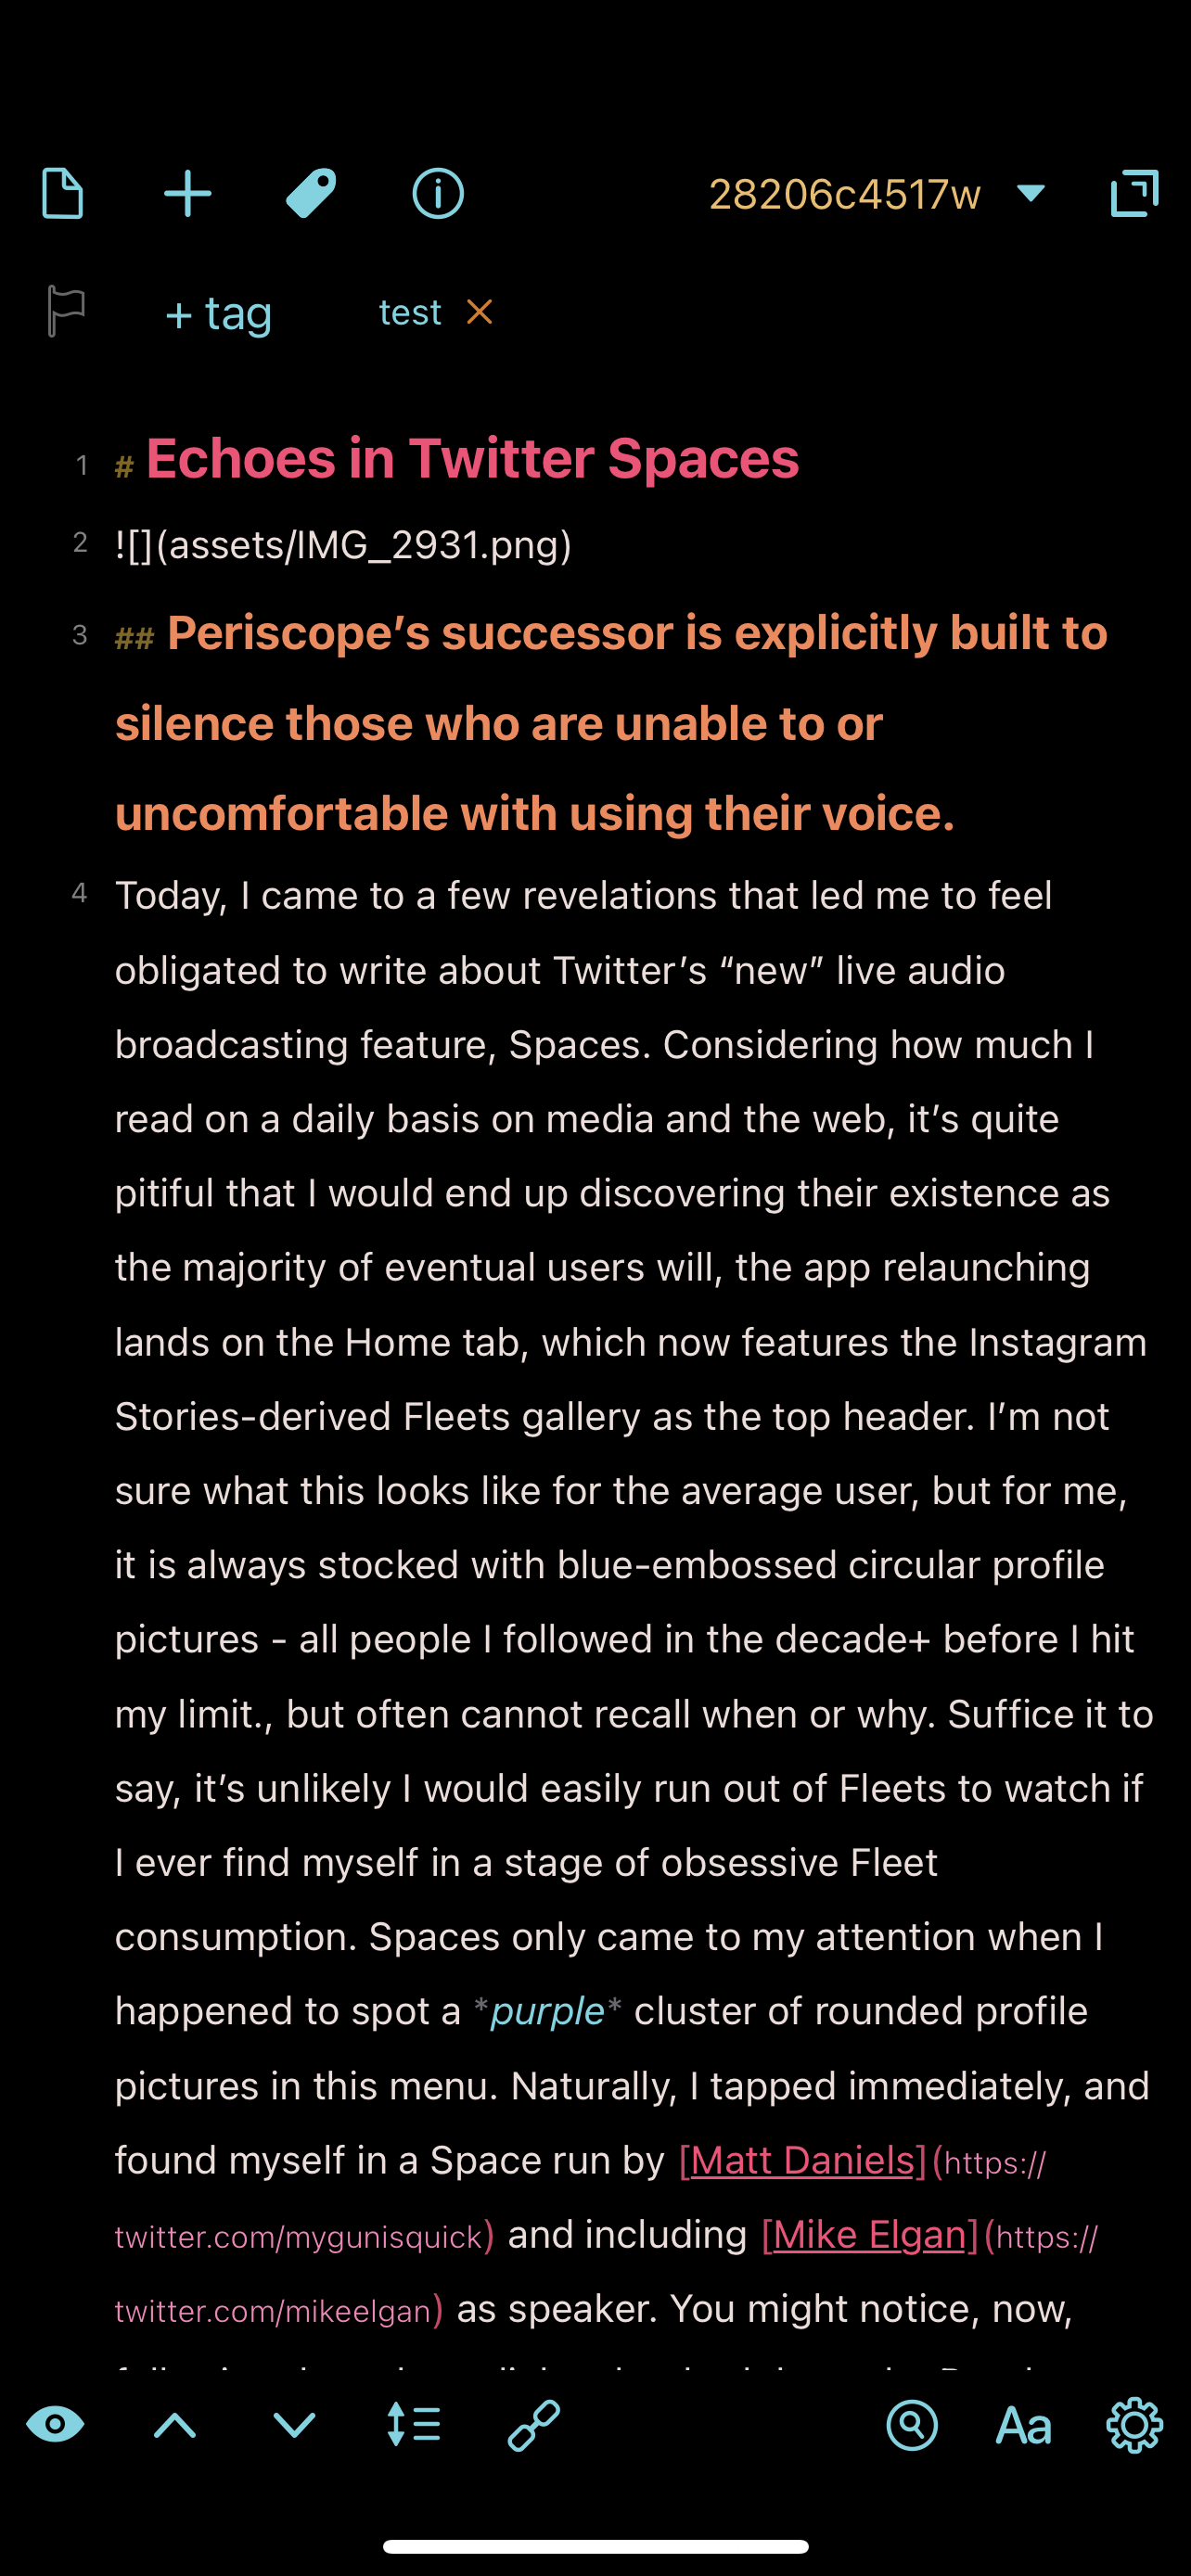 28206c4517w
+ tag test
1 # Echoes in Twitter Spaces
2 ![](assets/IMG_2931.png)
3 ## Periscope’s successor is explicitly built to
silence those who are unable to or
uncomfortable with using their voice.
4 Today, I came to a few revelations that led me to feel
obligated to write about Twitter’s “new” live audio
broadcasting feature, Spaces. Considering how much I
read on a daily basis on media and the web, it’s quite
pitiful that I would end up discovering their existence as
the majority of eventual users will, the app relaunching
lands on the Home tab, which now features the Instagram
Stories-derived Fleets gallery as the top header. I’m not
sure what this looks like for the average user, but for me,
it is always stocked with blue-embossed circular profile
pictures - all people I followed in the decade+ before I hit
my limit., but often cannot recall when or why. Suffice it to
say, it’s unlikely I would easily run out of Fleets to watch if
I ever find myself in a stage of obsessive Fleet
consumption. Spaces only came to my attention when I
happened to spot a *purple* cluster of rounded profile
pictures in this menu. Naturally, I tapped immediately, and
found myself in a Space run by [Matt Daniels](https://
twitter.com/mygunisquick) and including [Mike Elgan](https://
twitter.com/mikeelgan) as speaker. You might notice, now,
Aa